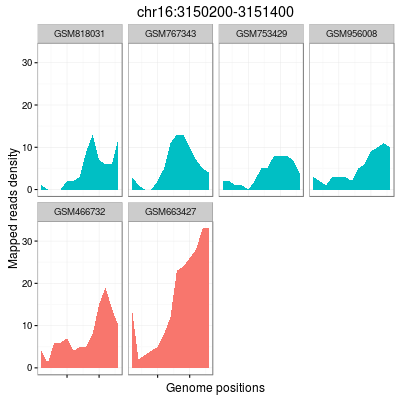 chr16:3150200-3151400
GSM818031 GSM767343 GSM753429 GSM956008
30
20
10
0
Mapped reads density
GSM466732 GSM663427
30
20
10
0
Genome positions